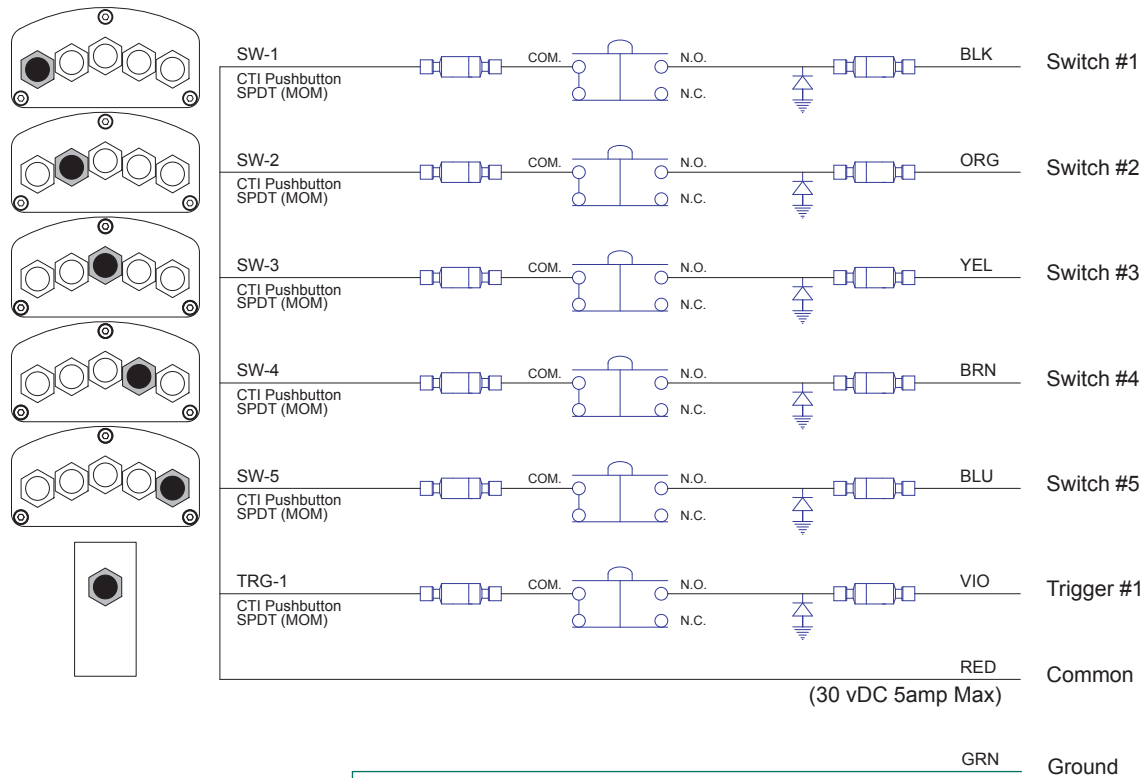 SW-1 COM. N.O. BLK Switch #1
CTI Pushbutton
SPDT (MOM) N.C.
SW-2 COM. N.O. ORG Switch #2
CTI Pushbutton
SPDT (MOM) N.C.
SW-3 COM. N.O. YEL Switch #3
CTI Pushbutton
SPDT (MOM) N.C.
SW-4 COM. N.O. BRN Switch #4
CTI Pushbutton
SPDT (MOM) N.C.
SW-5 COM. N.O. BLU Switch #5
CTI Pushbutton
SPDT (MOM) N.C.
TRG-1 COM. N.O. VIO Trigger #1
CTI Pushbutton
SPDT (MOM) N.C.
RED Common
(30 vDC 5amp Max)
GRN Ground